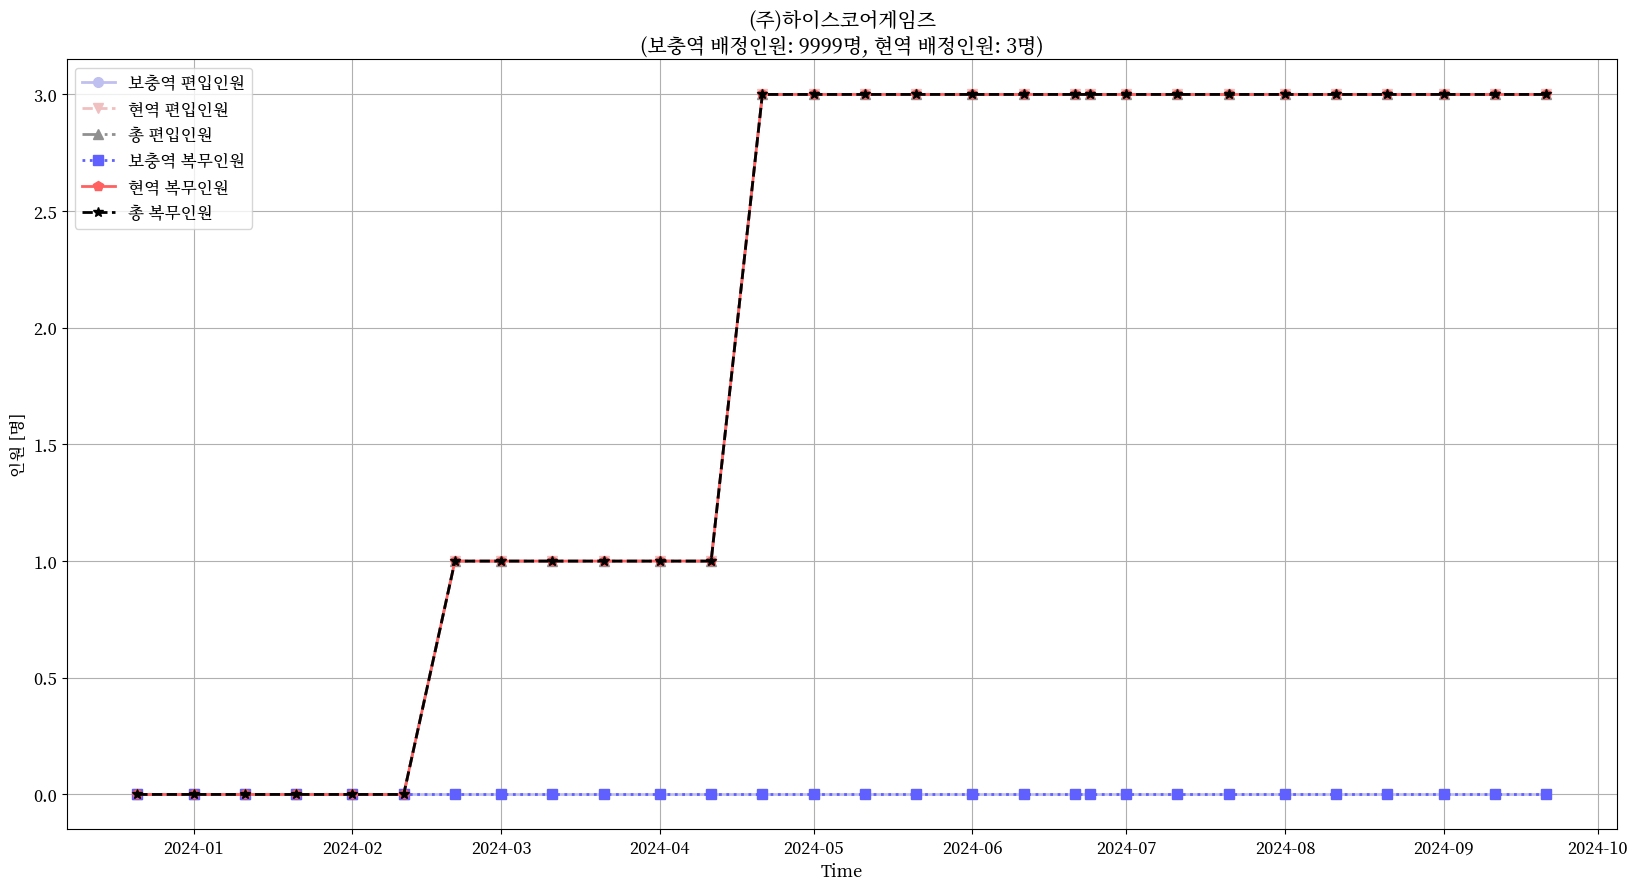 (주)하이스코어게임즈
(보충역 배정인원: 9999명, 현역 배정인원: 3명)
보충역 편입인원
현역 편입인원
총 편입인원
보충역 복무인원
현역 복무인원
총 복무인원
3.0
2.5
2.0
1.5
1.0
0.5
0.0
인원 [명]
2024-01 2024-02 2024-03 2024-04 2024-05 2024-06 2024-07 2024-08 2024-09 2024-10
Time